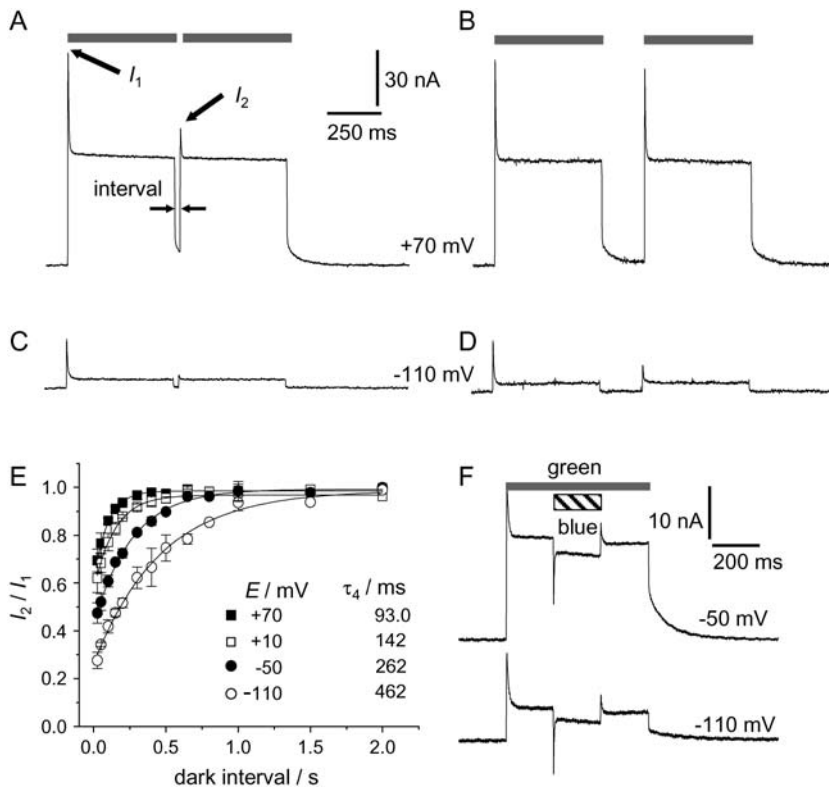 A
I1
I2
30 nA
250 ms
interval
+70 mV
B
C
-110 mV
D
E
I2 / I1
1.0
0.8
0.6
0.4
0.2
0.0
0.0 0.5 1.0 1.5 2.0
dark interval / s
E / mV τ4 / ms
+70 93.0
+10 142
-50 262
-110 462
F
green
blue
10 nA
200 ms
-50 mV
-110 mV